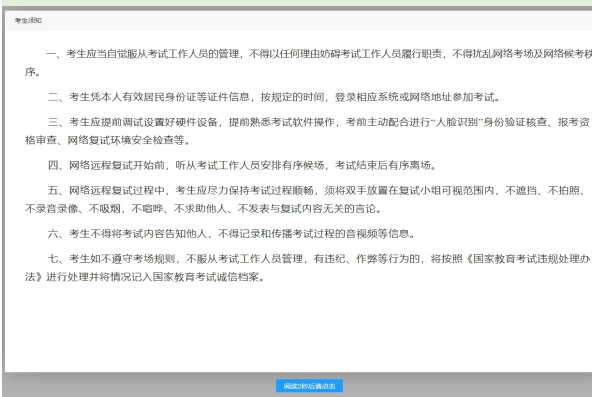 考生须知
一、考生应当自觉服从考试工作人员的管理，不得以任何理由妨碍考试工作人员履行职责，不得扰乱网络考场及网络候考秩
序。
二、考生凭本人有效居民身份证等证件信息，按规定的时间，登录相应系统或网络地址参加考试。
三、考生应提前调试设置好硬件设备，提前熟悉考试软件操作，考前主动配合进行“人脸识别”身份验证核查、报考资
格审查、网络复试环境安全检查等。
四、网络远程复试开始前，听从考试工作人员安排有序候场，考试结束后有序离场。
五、网络远程复试过程中，考生应尽力保持考试过程顺畅，须将双手放置在复试小组可视范围内，不遮挡、不拍照、
不录音录像、不吸烟，不喧哗、不求助他人、不发表与复试内容无关的言论。
六、考生不得将考试内容告知他人，不得记录和传播考试过程的音视频等信息。
七、考生如不遵守考场规则，不服从考试工作人员管理，有违纪、作弊等行为的，将按照《国家教育考试违规处理办
法》进行处理并将情况记入国家教育考试诚信档案。
阅读2秒后请点击